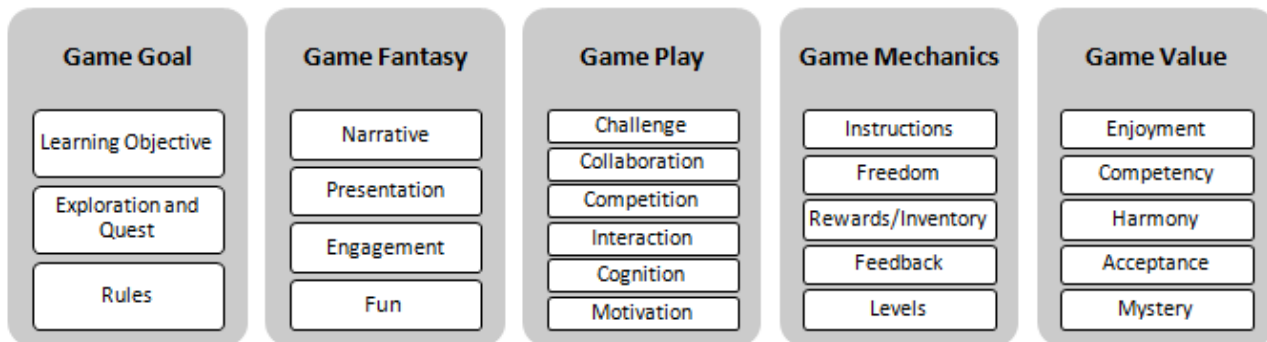 Game Goal
Learning Objective
Exploration and
Quest
Rules
Game Fantasy
Narrative
Presentation
Engagement
Fun
Game Play
Challenge
Collaboration
Competition
Interaction
Cognition
Motivation
Game Mechanics
Instructions
Freedom
Rewards/Inventory
Feedback
Levels
Game Value
Enjoyment
Competency
Harmony
Acceptance
Mystery